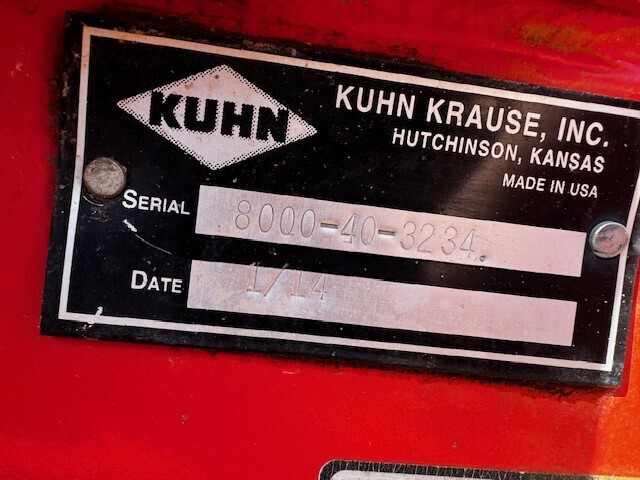 KUHN
KUHN KRAUSE, INC.
HUTCHINSON, KANSAS
MADE IN USA
SERIAL 8000-40-3234.
DATE 1/14